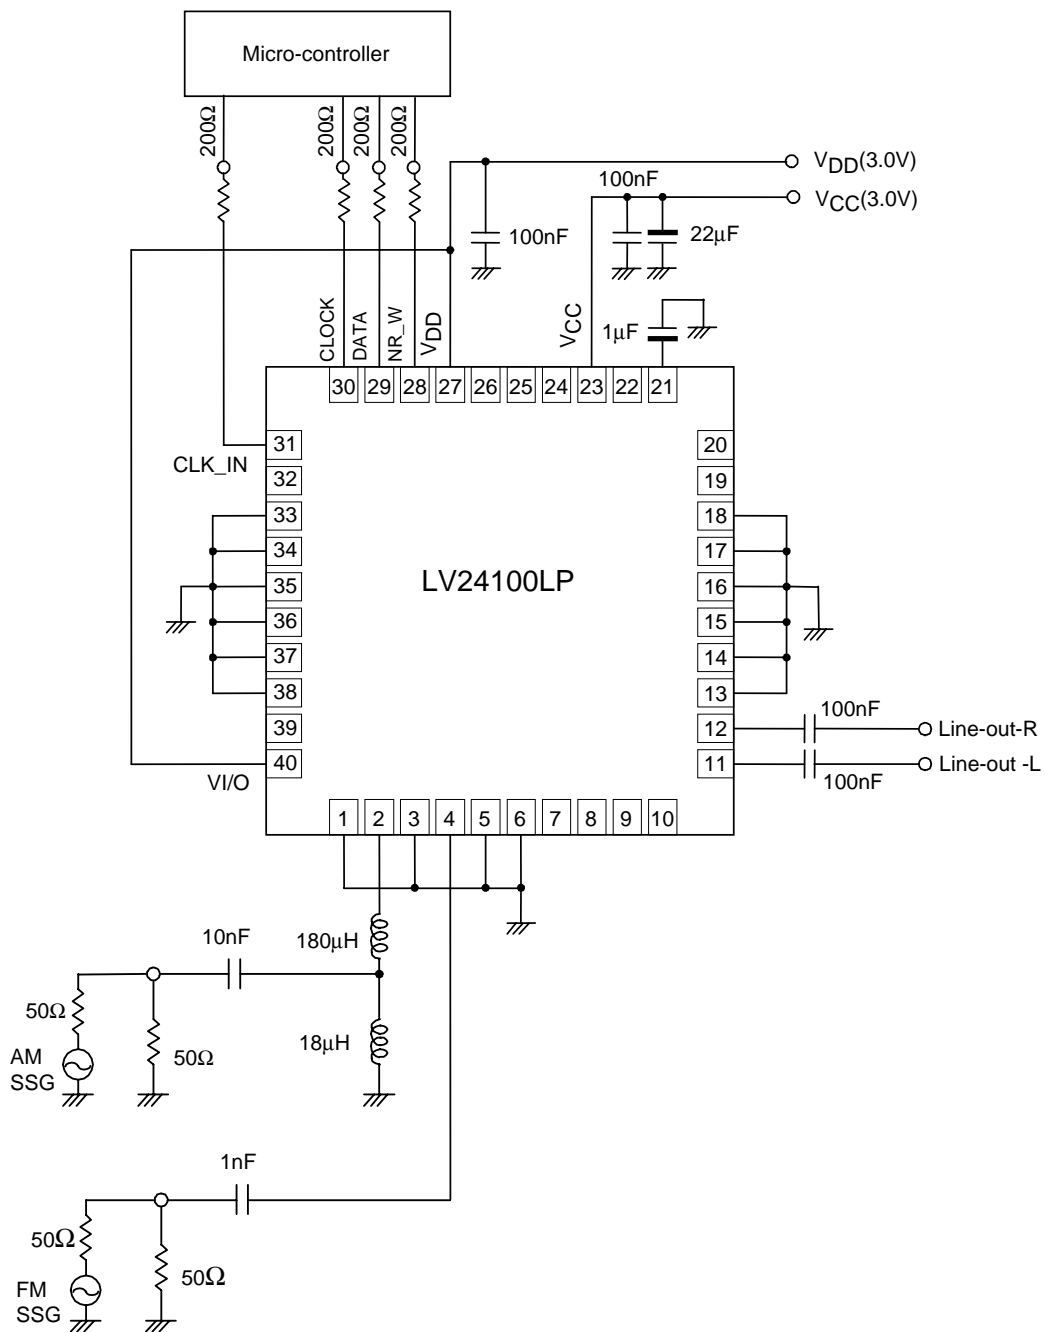 Micro-controller
200Ω
200Ω
200Ω
200Ω
VDD(3.0V)
100nF
VCC(3.0V)
100nF
22μF
CLOCK
DATA
NR_W
VDD
VCC
1μF
30 29 28 27 26 25 24 23 22 21
31
CLK_IN
32
33
34
35
36
37
38
39
40
VI/O
LV24100LP
20
19
18
17
16
15
14
13
12
11
100nF
Line-out-R
Line-out -L
100nF
1 2 3 4 5 6 7 8 9 10
10nF
180μH
50Ω
18μH
50Ω
AM
SSG
1nF
50Ω
50Ω
FM
SSG